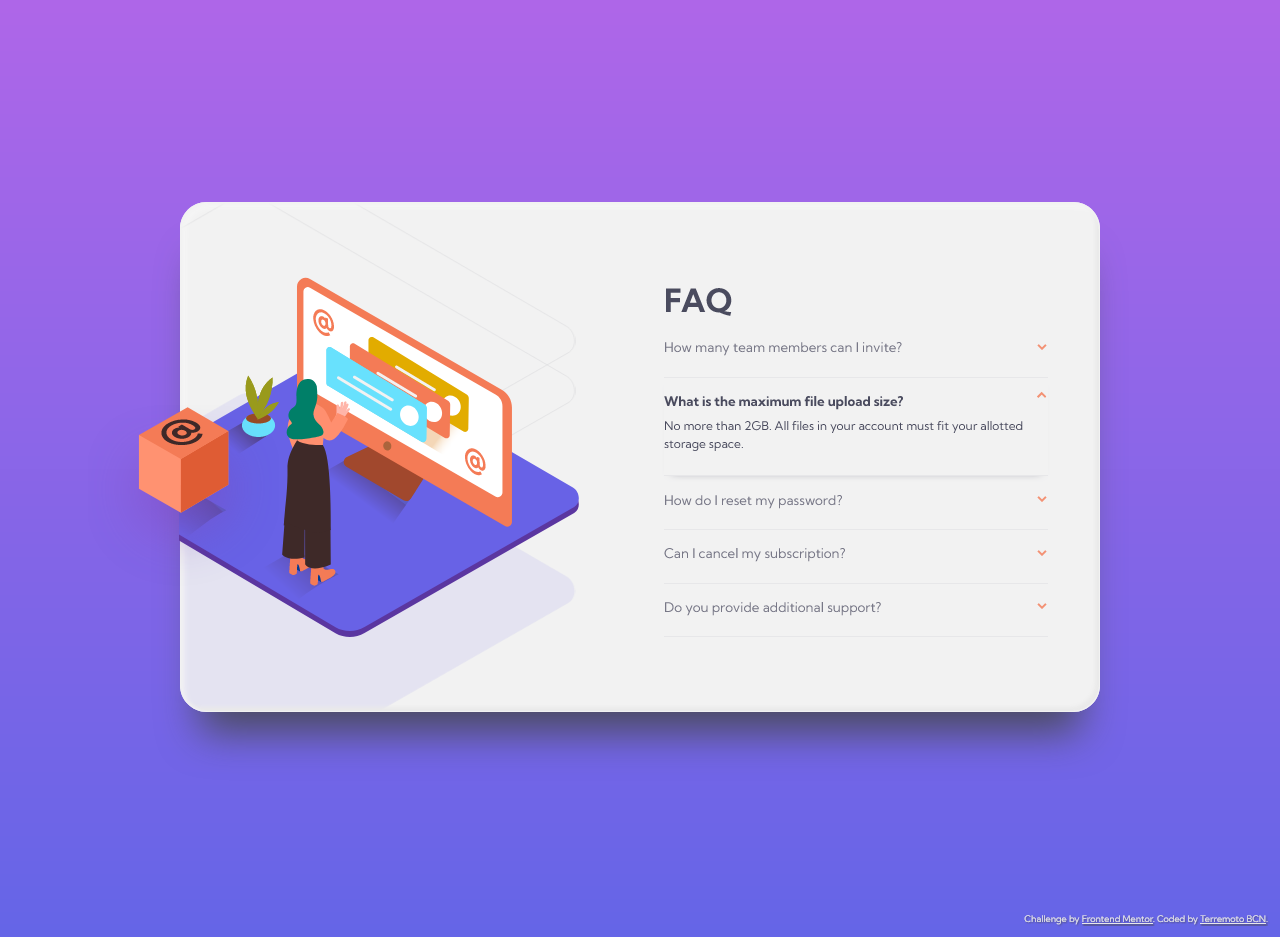 FAQ
How many team members can I invite?
What is the maximum file upload size?
No more than 2GB. All files in your account must fit your allotted
storage space.
How do I reset my password?
Can I cancel my subscription?
Do you provide additional support?
Challenge by Frontend Mentor. Coded by Terremoto BCN.
@
@
@